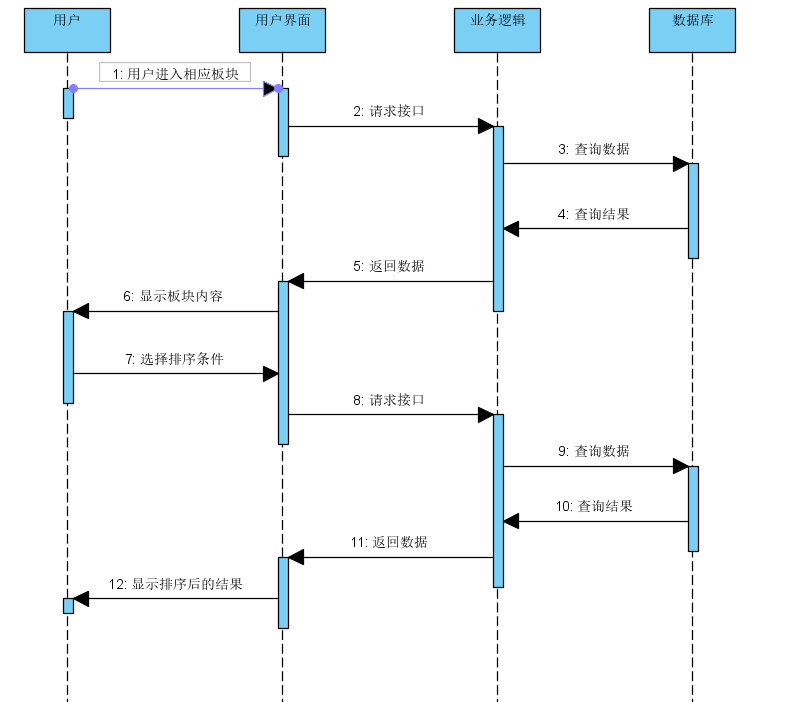 用户
用户界面
业务逻辑
数据库
1: 用户进入相应板块
2: 请求接口
3: 查询数据
4: 查询结果
5: 返回数据
6: 显示板块内容
7: 选择排序条件
8: 请求接口
9: 查询数据
10: 查询结果
11: 返回数据
12: 显示排序后的结果